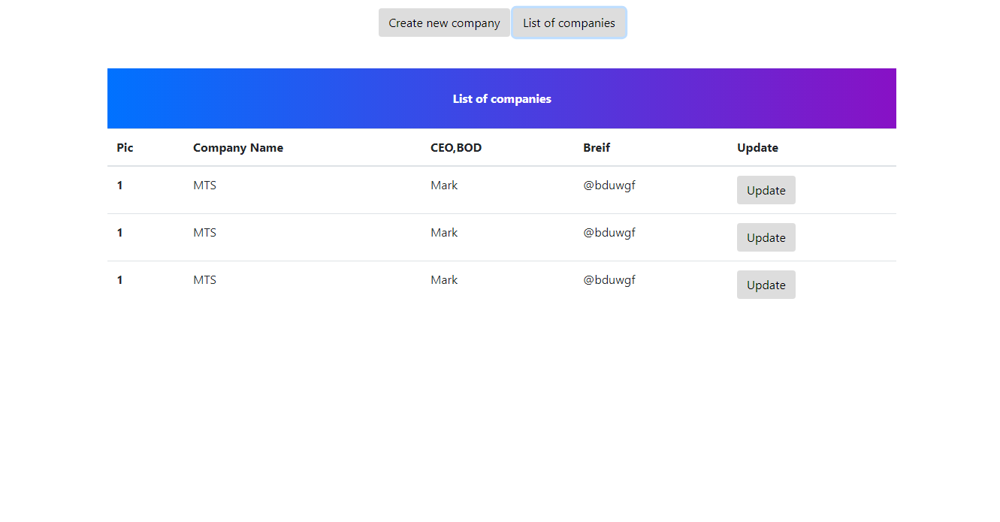 Create new company List of companies
List of companies
Pic Company Name CEO,BOD Breif Update
1 MTS Mark @bduwgf Update
1 MTS Mark @bduwgf Update
1 MTS Mark @bduwgf Update